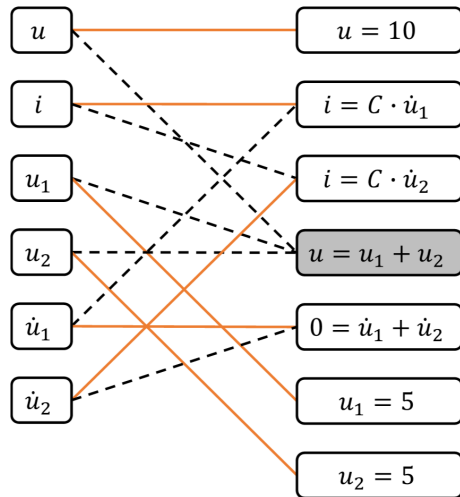 u u = 10
i i = C · u̇₁
u₁ i = C · u̇₂
u₂ u = u₁ + u₂
u̇₁ 0 = u̇₁ + u̇₂
u̇₂ u₁ = 5
u₂ = 5